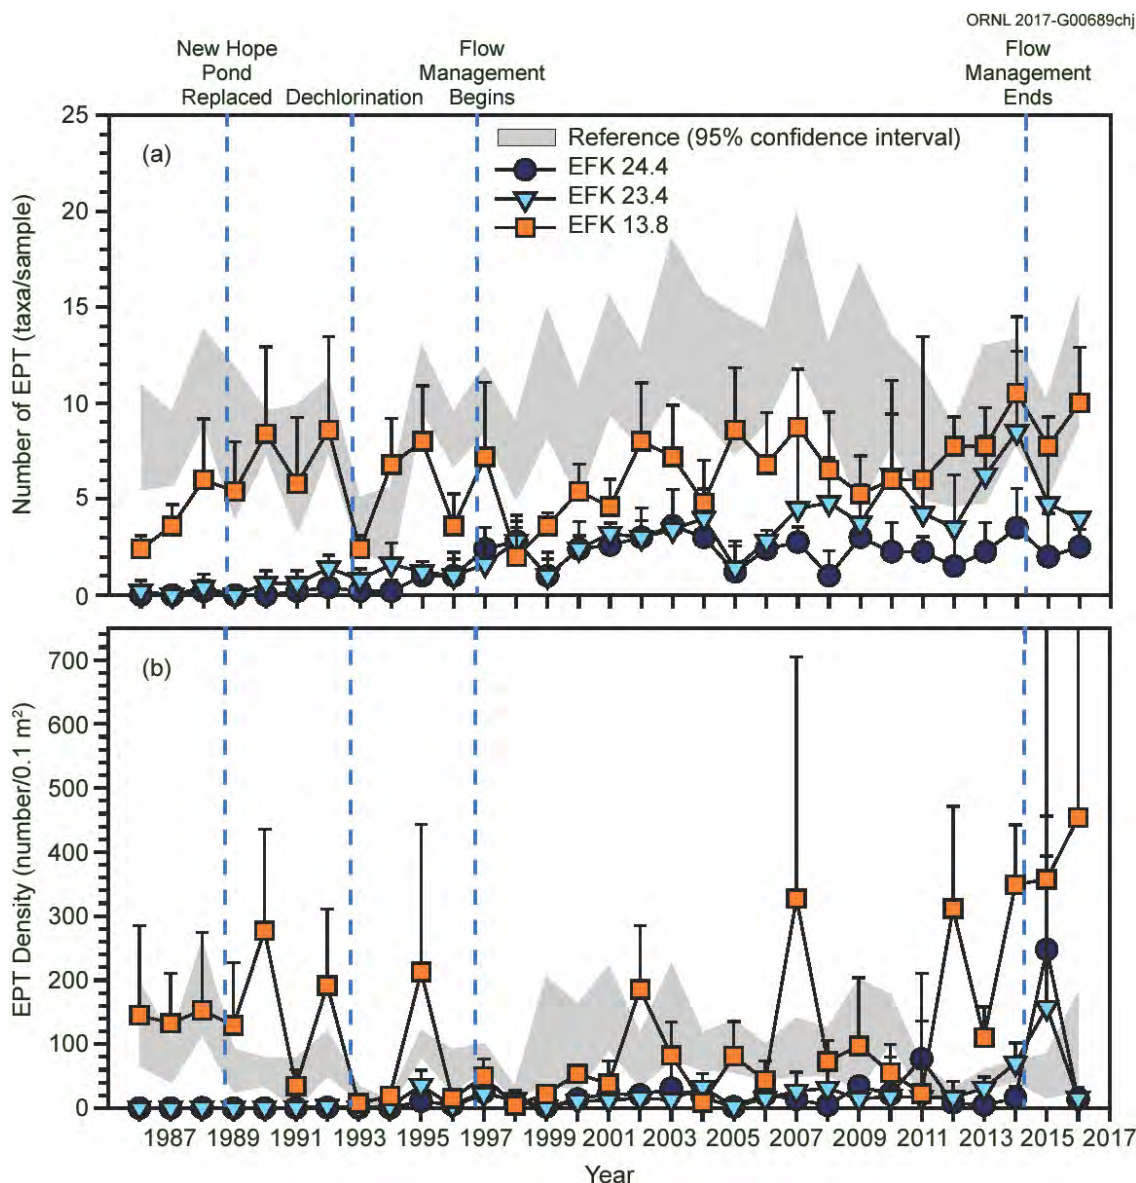 ORNL 2017-G00689chj
New Hope
Pond
Replaced
Dechlorination
Flow
Management
Begins
Flow
Management
Ends
25
20
15
10
5
0
Number of EPT (taxa/sample)
(a)
Reference (95% confidence interval)
EFK 24.4
EFK 23.4
EFK 13.8
700
600
500
400
300
200
100
0
EPT Density (number/0.1 m²)
(b)
1987 1989 1991 1993 1995 1997 1999 2001 2003 2005 2007 2009 2011 2013 2015 2017
Year